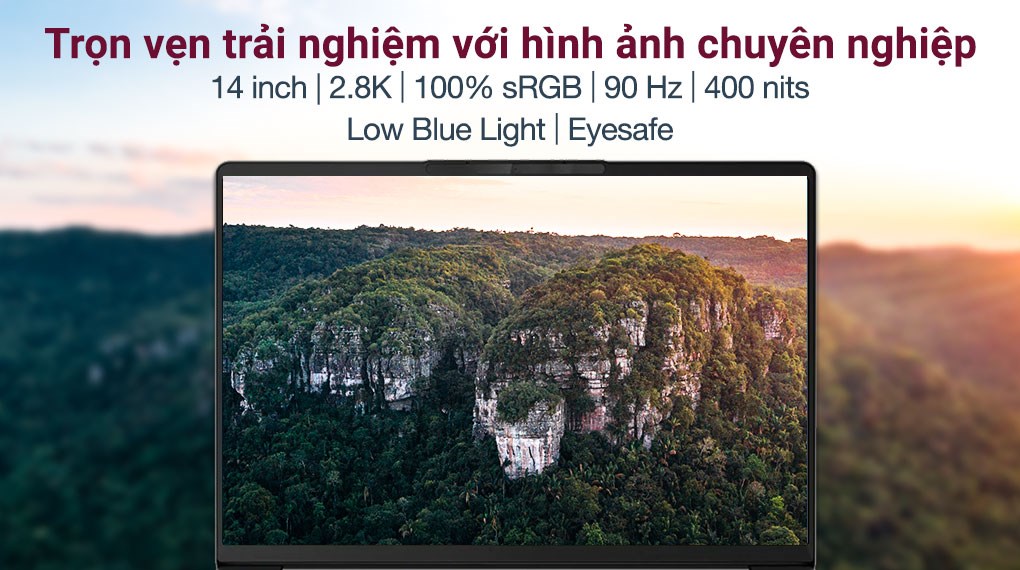 Trọn vẹn trải nghiệm với hình ảnh chuyên nghiệp
14 inch | 2.8K | 100% sRGB | 90 Hz | 400 nits
Low Blue Light | Eyesafe